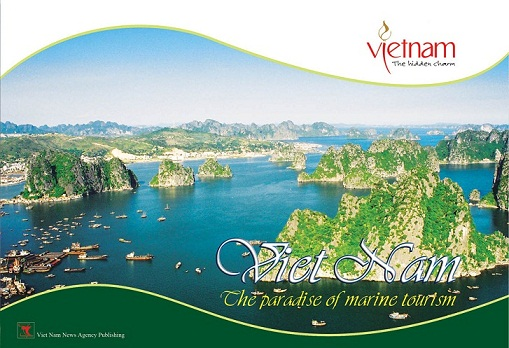 Vietnam
The hidden charm
Viet Nam
The paradise of marine tourism
Viet Nam News Agency Publishing